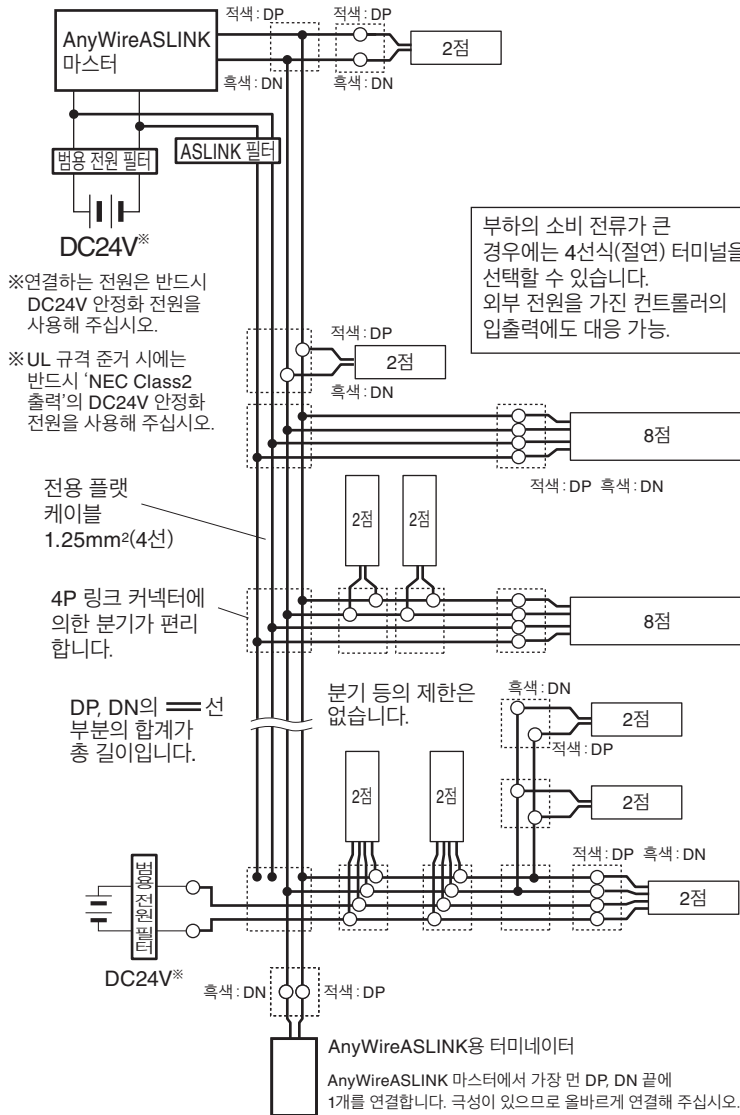 적색:DP
적색:DP
AnyWireASLINK
마스터
2점
흑색:DN
흑색:DN
범용 전원 필터
ASLINK 필터
DC24V※
※연결하는 전원은 반드시
DC24V 안정화 전원을
사용해 주십시오.
※UL 규격 준거 시에는
반드시 ‘NEC Class2
출력’의 DC24V 안정화
전원을 사용해 주십시오.
부하의 소비 전류가 큰
경우에는 4선식(절연) 터미널을
선택할 수 있습니다.
외부 전원을 가진 컨트롤러의
입출력에도 대응 가능.
적색:DP
2점
흑색:DN
8점
적색:DP 흑색:DN
전용 플랫
케이블
1.25mm²(4선)
2점
2점
4P 링크 커넥터에
의한 분기가 편리
합니다.
8점
DP, DN의 선
부분의 합계가
총 길이입니다.
분기 등의 제한은
없습니다.
흑색:DN
2점
적색:DP
2점
2점
2점
적색:DP 흑색:DN
2점
범용 전원 필터
DC24V※
흑색:DN
적색:DP
AnyWireASLINK용 터미네이터
AnyWireASLINK 마스터에서 가장 먼 DP, DN 끝에
1개를 연결합니다. 극성이 있으므로 올바르게 연결해 주십시오.